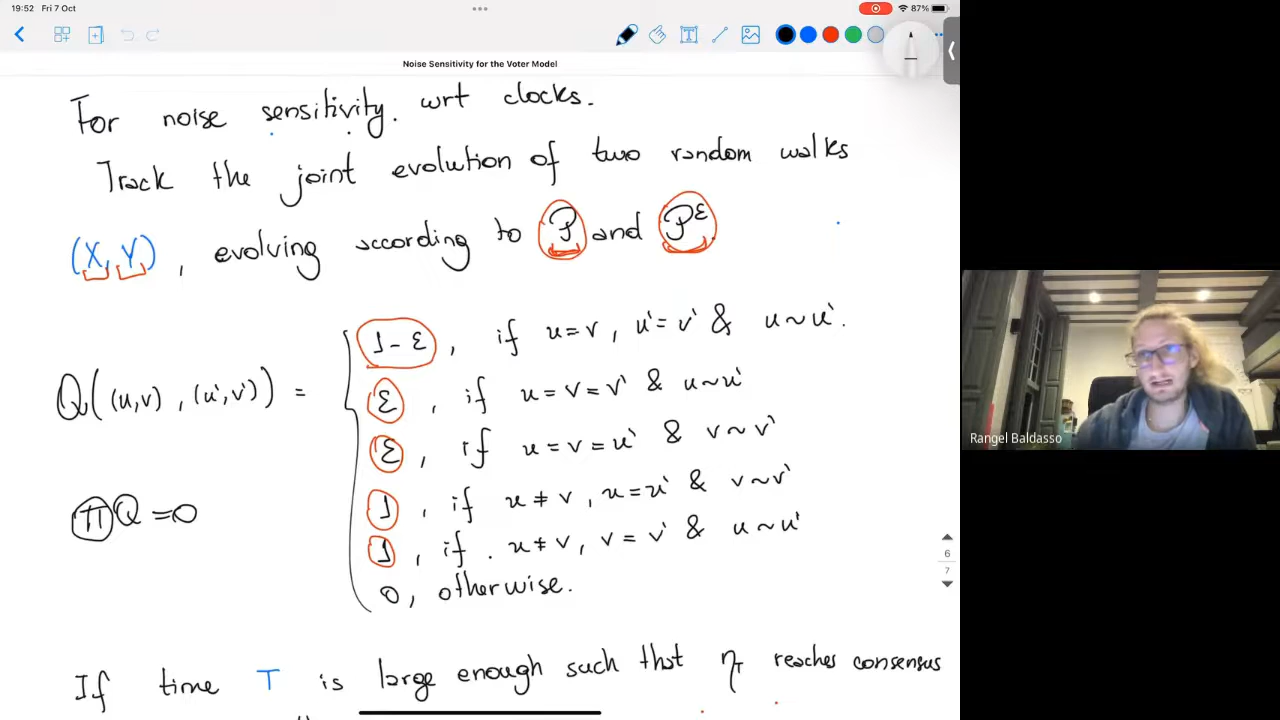 19:52 Fri 7 Oct
87%
Noise Sensitivity for the Voter Model
For noise sensitivity. wrt clocks.
Track the joint evolution of two random walks
(X, Y), evolving according to P and P^ε.
Q((u,v), (u',v')) =
1-ε, if u=v, u'=v' & u~u'.
ε, if u=v=v' & u~u'
ε, if u=v=u' & v~v'
1, if u≠v, u=u' & v~v'
1, if. u≠v, v=v' & u~u'
0, otherwise.
πQ=0
If time T is large enough such that η_T reaches consensus
6
7
Rangel Baldasso